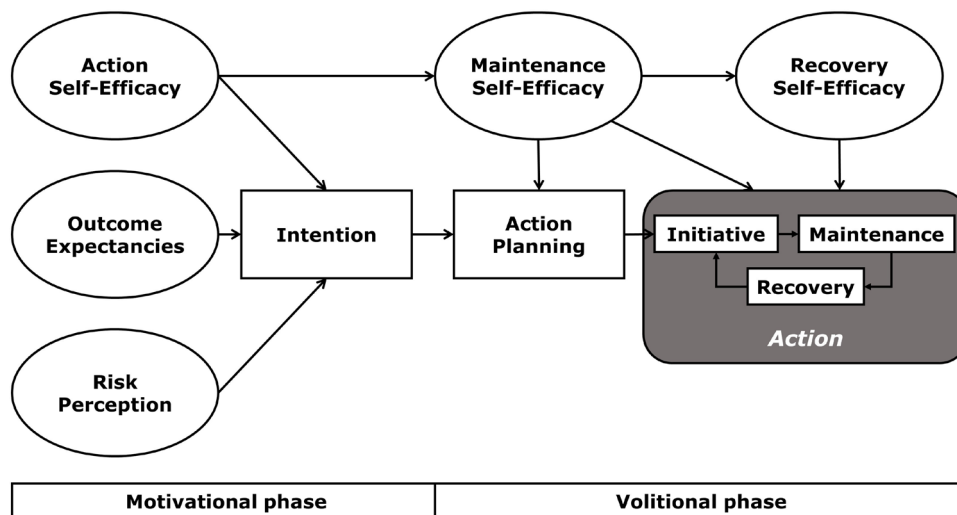 Action
Self-Efficacy
Maintenance
Self-Efficacy
Recovery
Self-Efficacy
Outcome
Expectancies
Intention
Action
Planning
Initiative
Maintenance
Recovery
Action
Risk
Perception
Motivational phase
Volitional phase